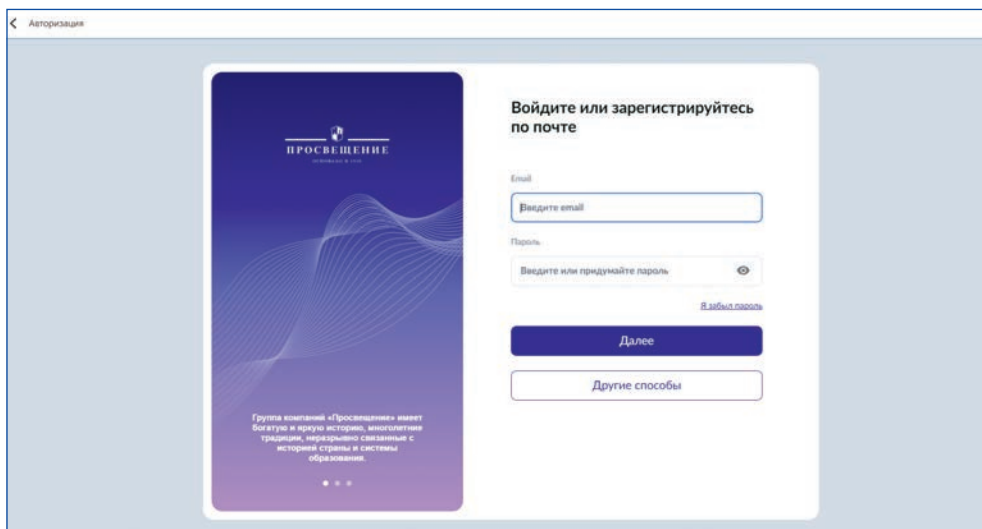 Авторизация
ПРОСВЕЩЕНИЕ
Группа компаний «Просвещение» имеет
богатую и яркую историю, многолетние
традиции, неразрывно связанные с
историей страны и системы
образования.
Войдите или зарегистрируйтесь
по почте
Email
Введите email
Пароль
Введите или придумайте пароль
Я забыл пароль
Далее
Другие способы